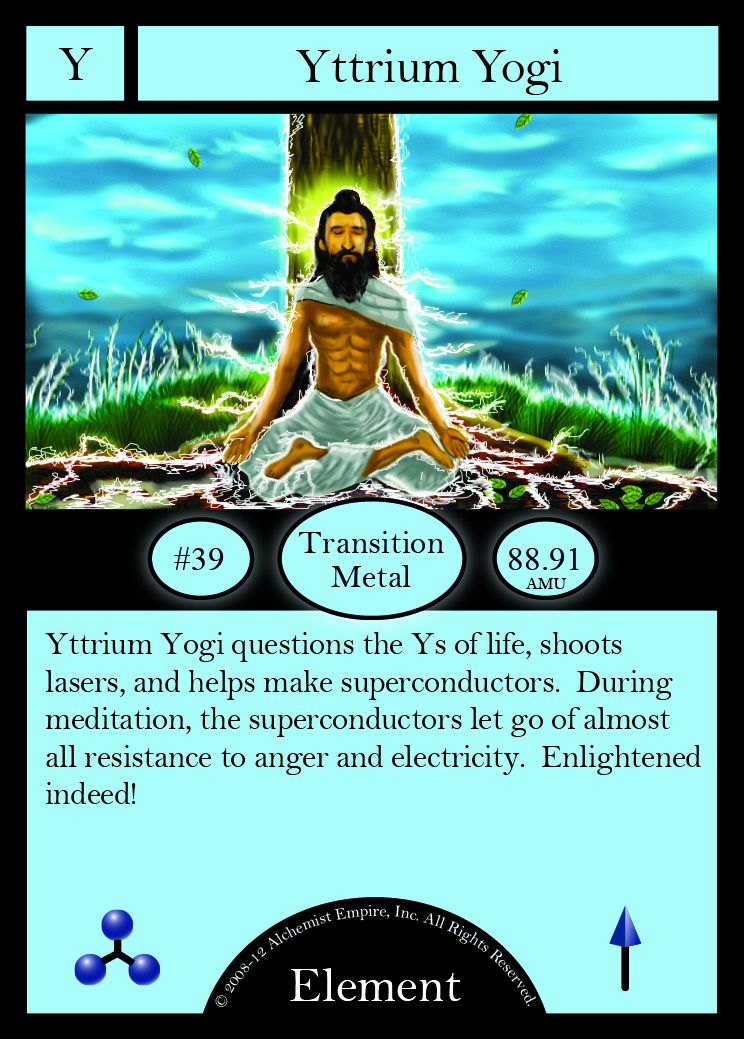 Y
Yttrium Yogi
#39
Transition
Metal
88.91
AMU
Yttrium Yogi questions the Ys of life, shoots
lasers, and helps make superconductors.  During
meditation, the superconductors let go of almost
all resistance to anger and electricity.  Enlightened
indeed!
© 2008-12 Alchemist Empire, Inc. All Rights Reserved.
Element